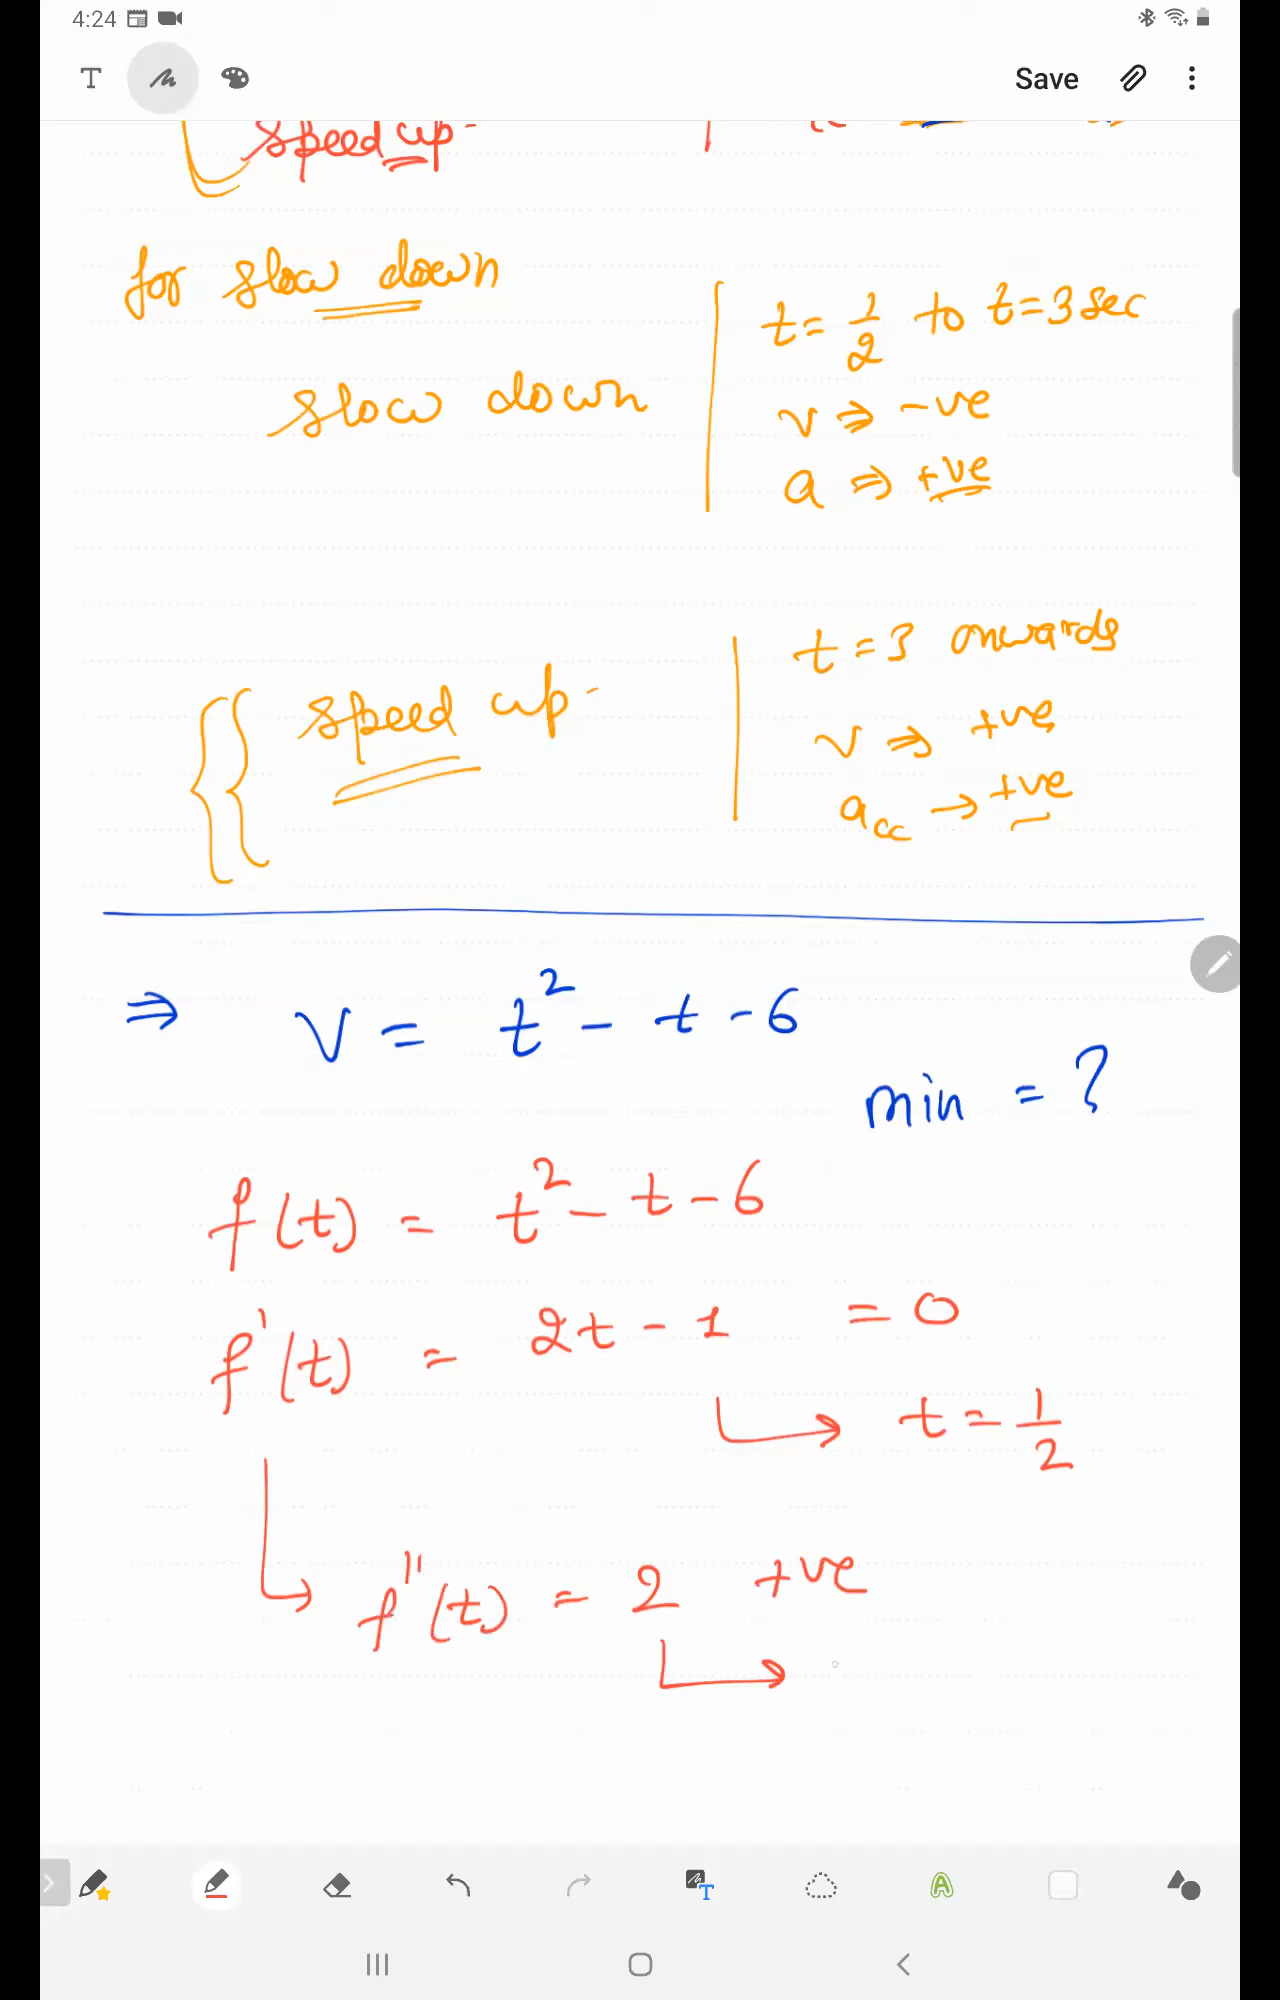 4:24
T
Save
speed up
for slow down
t = 1/2 to t = 3 sec
slow down
v ⇒ -ve
a ⇒ +ve
t = 3 onwards
speed up
v ⇒ +ve
acc → +ve
⇒ v = t² - t - 6
min = ?
f(t) = t² - t - 6
f'(t) = 2t - 1 = 0
→ t = 1/2
→ f''(t) = 2 +ve
→
T
A